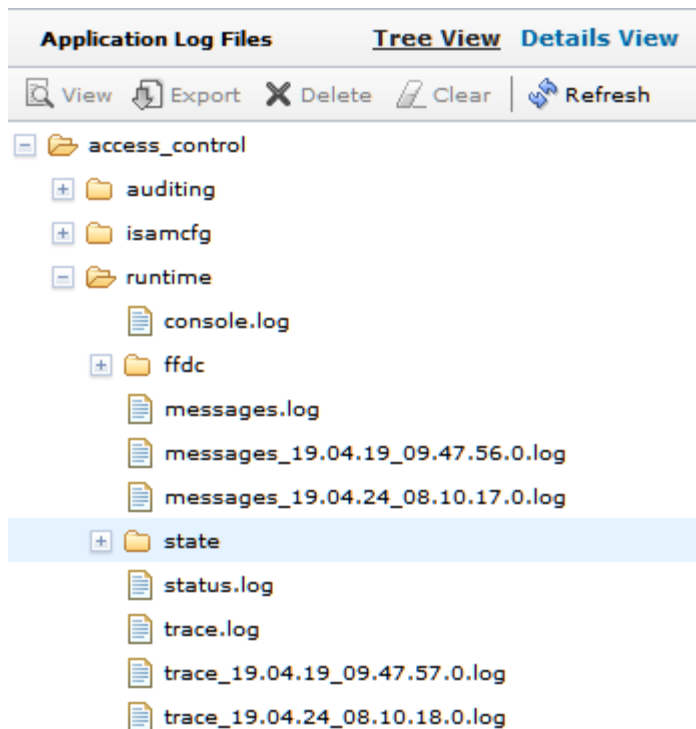 Application Log Files Tree View Details View
View Export Delete Clear Refresh
access_control
auditing
isamcfg
runtime
console.log
ffdc
messages.log
messages_19.04.19_09.47.56.0.log
messages_19.04.24_08.10.17.0.log
state
status.log
trace.log
trace_19.04.19_09.47.57.0.log
trace_19.04.24_08.10.18.0.log